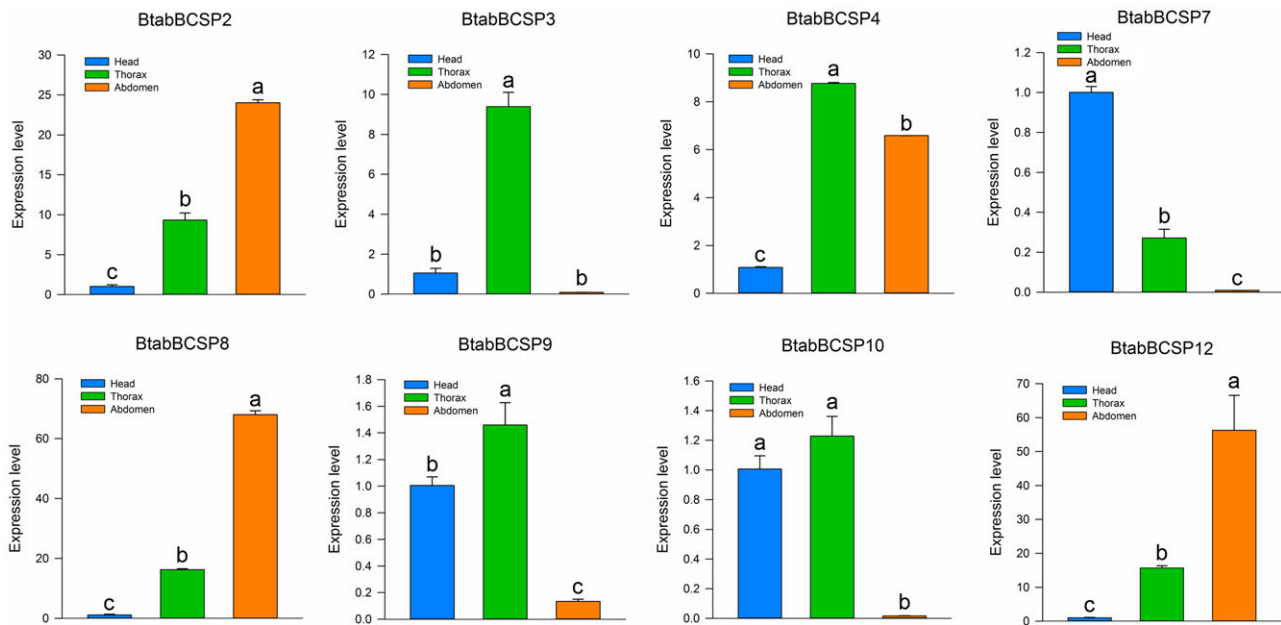 BtabBCSP2
Head
Thorax
Abdomen
Expression level
30
25
20
15
10
5
0
c
b
a
BtabBCSP3
Head
Thorax
Abdomen
Expression level
12
10
8
6
4
2
0
b
a
b
BtabBCSP4
Head
Thorax
Abdomen
Expression level
10
8
6
4
2
0
c
a
b
BtabBCSP7
Head
Thorax
Abdomen
Expression level
1.2
1.0
0.8
0.6
0.4
0.2
0.0
a
b
c
BtabBCSP8
Head
Thorax
Abdomen
Expression level
80
60
40
20
0
c
b
a
BtabBCSP9
Head
Thorax
Abdomen
Expression level
1.8
1.6
1.4
1.2
1.0
0.8
0.6
0.4
0.2
0.0
b
a
c
BtabBCSP10
Head
Thorax
Abdomen
Expression level
1.6
1.4
1.2
1.0
0.8
0.6
0.4
0.2
0.0
a
a
b
BtabBCSP12
Head
Thorax
Abdomen
Expression level
70
60
50
40
30
20
10
0
c
b
a